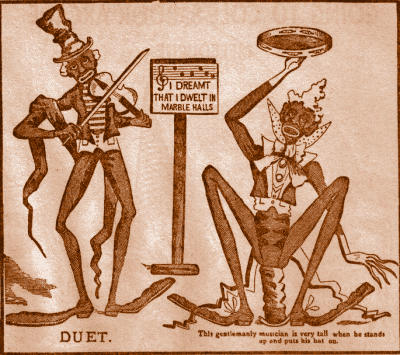 I DREAMT
THAT I DWELT IN
MARBLE HALLS
DUET.
This gentlemanly musician is very tall when he stands
up and puts his hat on.